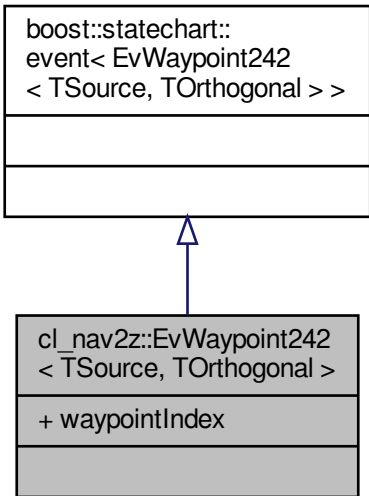 boost::statechart::
event< EvWaypoint242
< TSource, TOrthogonal > >
cl_nav2z::EvWaypoint242
< TSource, TOrthogonal >
+ waypointIndex